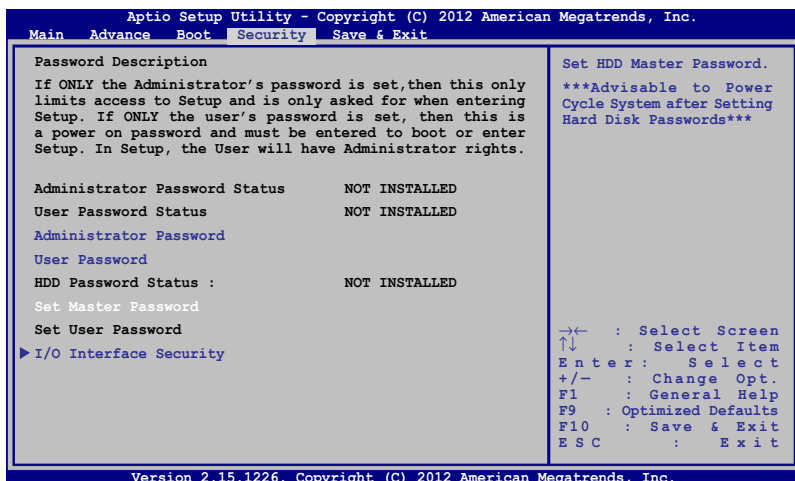 Aptio Setup Utility - Copyright (C) 2012 American Megatrends, Inc.
Main Advance Boot Security Save & Exit
Password Description
If ONLY the Administrator's password is set,then this only
limits access to Setup and is only asked for when entering
Setup. If ONLY the user's password is set, then this is
a power on password and must be entered to boot or enter
Setup. In Setup, the User will have Administrator rights.
Administrator Password Status NOT INSTALLED
User Password Status NOT INSTALLED
Administrator Password
User Password
HDD Password Status : NOT INSTALLED
Set Master Password
Set User Password
I/O Interface Security
Set HDD Master Password.
***Advisable to Power
Cycle System after Setting
Hard Disk Passwords***
→← : Select Screen
↑↓ : Select Item
Enter: Select
+/— : Change Opt.
F1 : General Help
F9 : Optimized Defaults
F10 : Save & Exit
ESC : Exit
Version 2.15.1226. Copyright (C) 2012 American Megatrends, Inc.